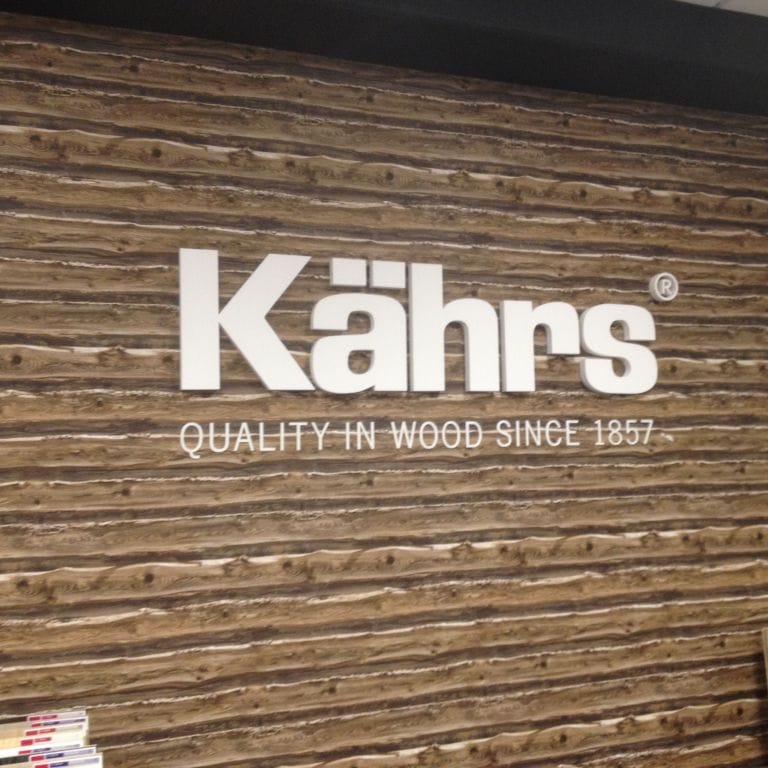 Kährs®
QUALITY IN WOOD SINCE 1857